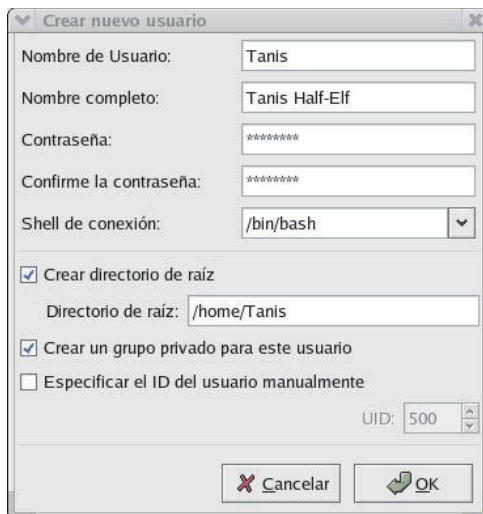 Crear nuevo usuario
Nombre de Usuario: Tanis
Nombre completo: Tanis Half-Elf
Contraseña: ********
Confirme la contraseña: ********
Shell de conexión: /bin/bash
Crear directorio de raíz
Directorio de raíz: /home/Tanis
Crear un grupo privado para este usuario
Especificar el ID del usuario manualmente
UID: 500
Cancelar OK